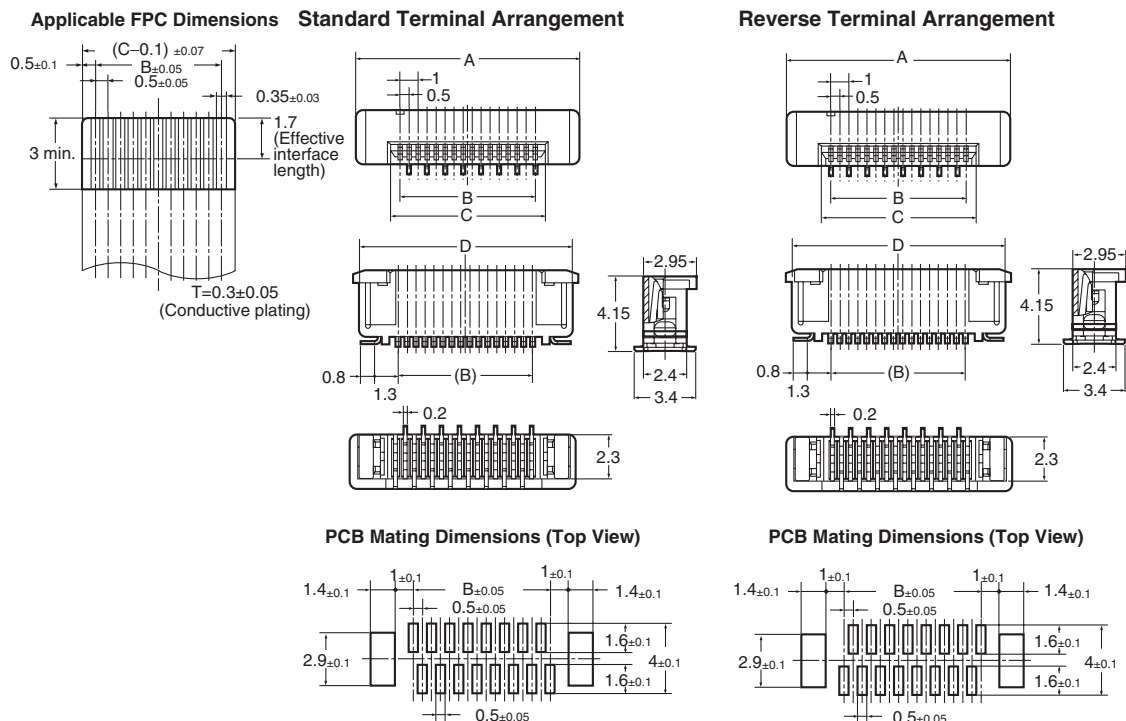 Applicable FPC Dimensions
(C−0.1) ±0.07
0.5±0.1
B±0.05
0.5±0.05
0.35±0.03
1.7
(Effective
interface
length)
3 min.
T=0.3±0.05
(Conductive plating)
Standard Terminal Arrangement
A
1
0.5
B
C
D
2.95
4.15
0.8
1.3
(B)
2.4
3.4
0.2
2.3
PCB Mating Dimensions (Top View)
1.4±0.1
1±0.1
B±0.05
1±0.1
1.4±0.1
0.5±0.05
2.9±0.1
1.6±0.1
4±0.1
1.6±0.1
0.5±0.05
Reverse Terminal Arrangement
A
1
0.5
B
C
D
2.95
4.15
0.8
1.3
(B)
2.4
3.4
0.2
2.3
PCB Mating Dimensions (Top View)
1.4±0.1
1±0.1
B±0.05
1±0.1
1.4±0.1
0.5±0.05
2.9±0.1
1.6±0.1
4±0.1
1.6±0.1
0.5±0.05